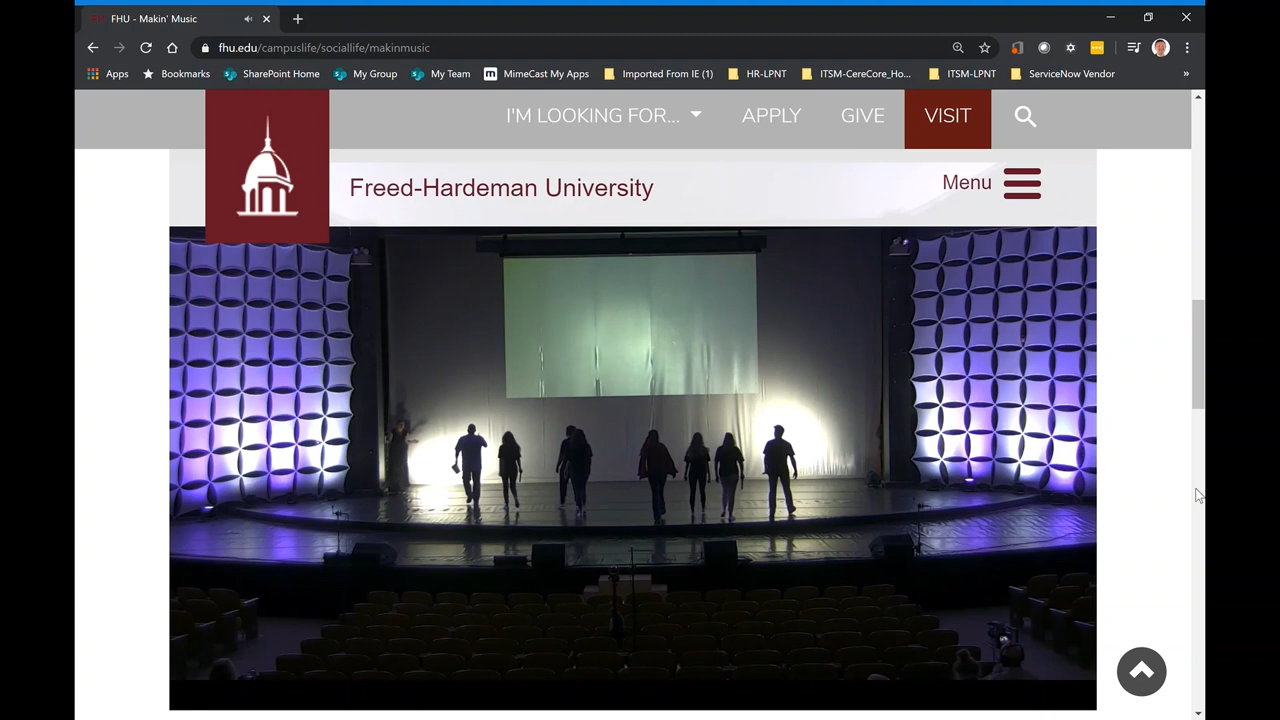 FHU - Makin' Music
fhu.edu/campuslife/sociallife/makinmusic
Apps Bookmarks SharePoint Home My Group My Team MimeCast My Apps Imported From IE (1) HR-LPNT ITSM-CereCore_Ho... ITSM-LPNT ServiceNow Vendor »
I'M LOOKING FOR... APPLY GIVE VISIT
Freed-Hardeman University Menu